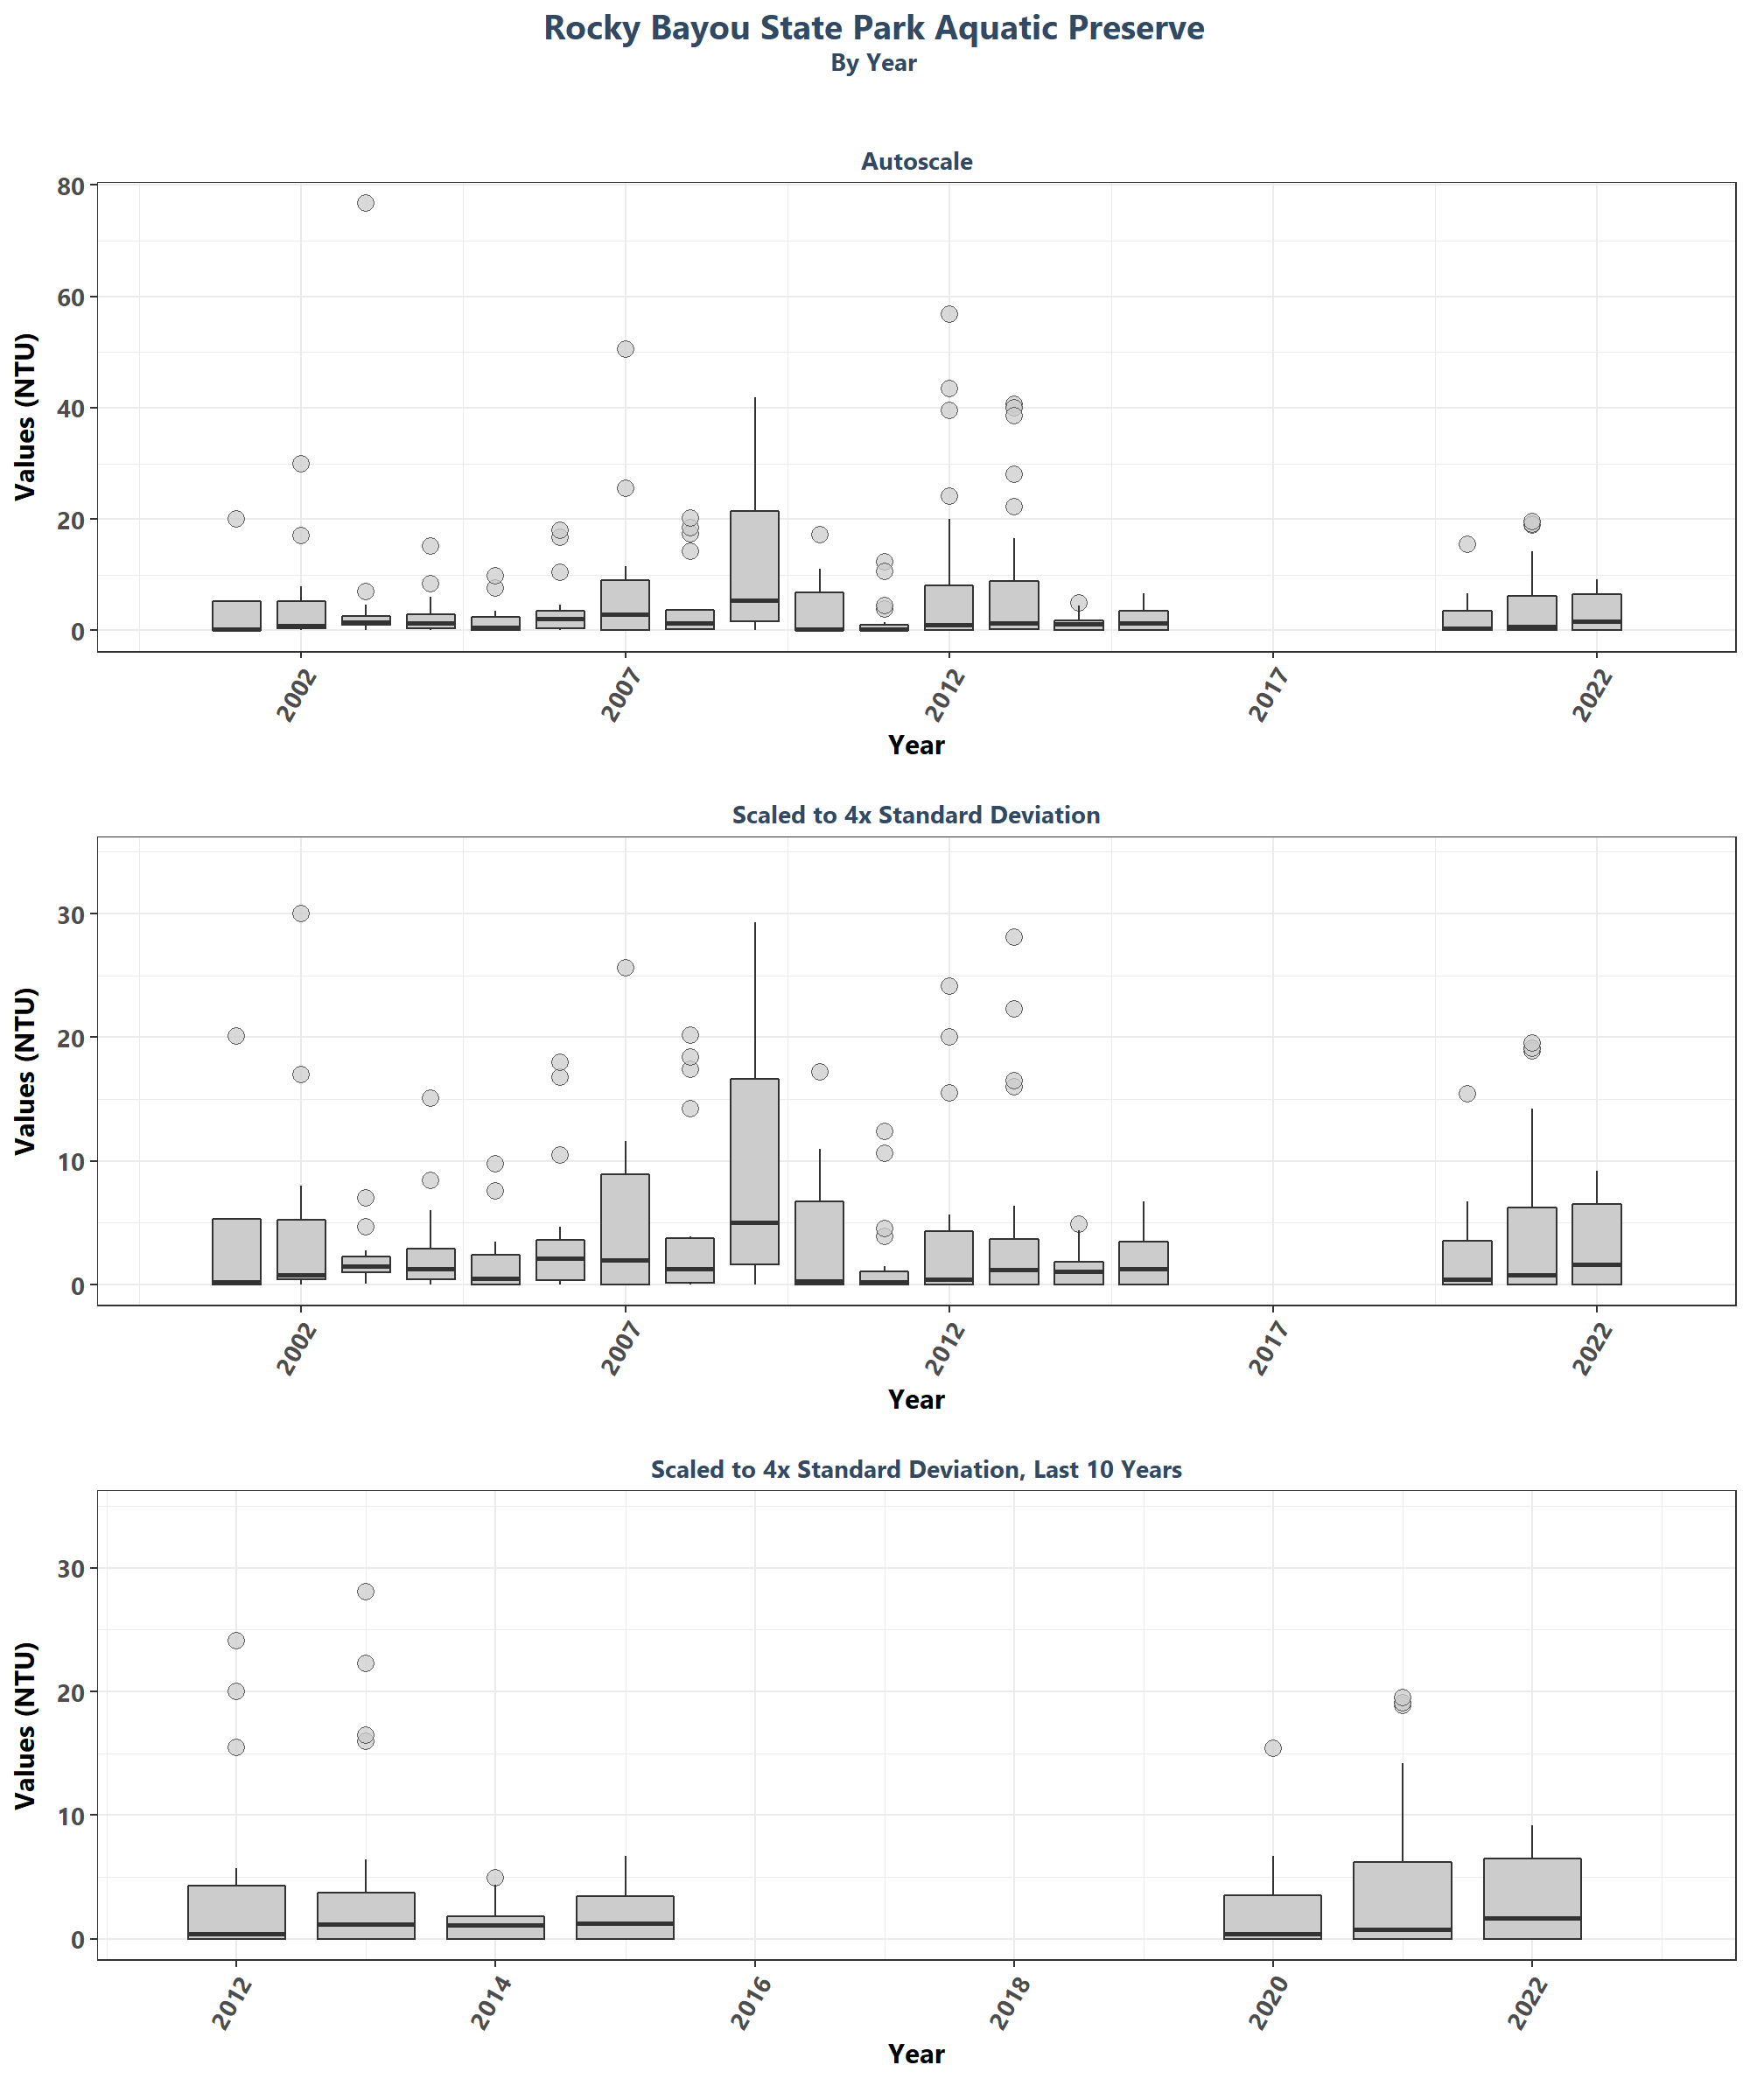 Rocky Bayou State Park Aquatic Preserve
By Year
Autoscale
Values (NTU)
80
60
40
20
0
2002
2007
2012
2017
2022
Year
Scaled to 4x Standard Deviation
Values (NTU)
30
20
10
0
2002
2007
2012
2017
2022
Year
Scaled to 4x Standard Deviation, Last 10 Years
Values (NTU)
30
20
10
0
2012
2014
2016
2018
2020
2022
Year